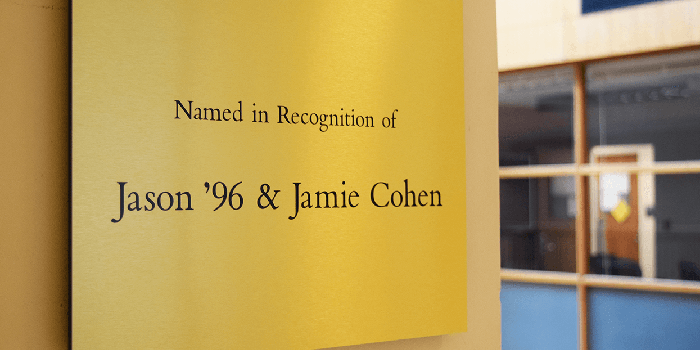 Named in Recognition of
Jason ’96 & Jamie Cohen